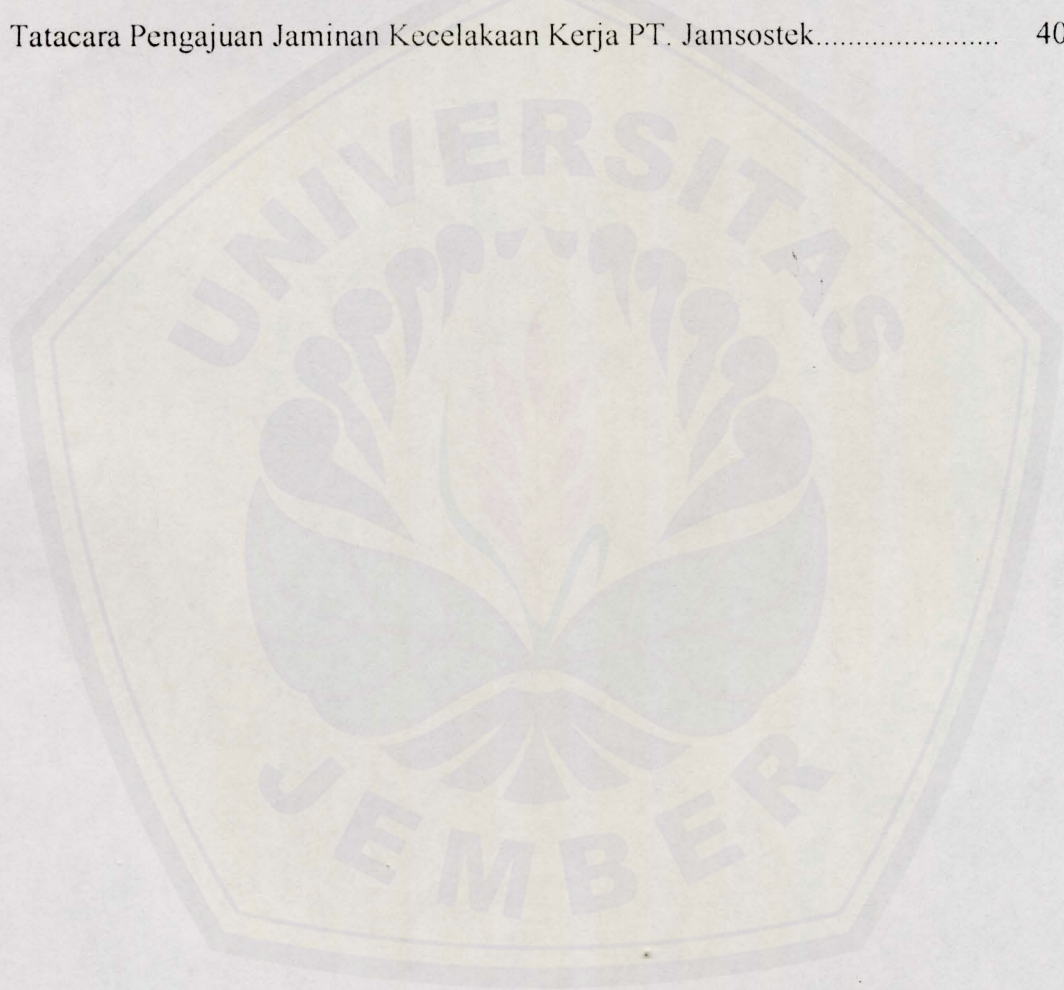 Tatacara Pengajuan Jaminan Kecelakaan Kerja PT. Jamsostek....................... 40
UNIVERSITAS
JEMBER